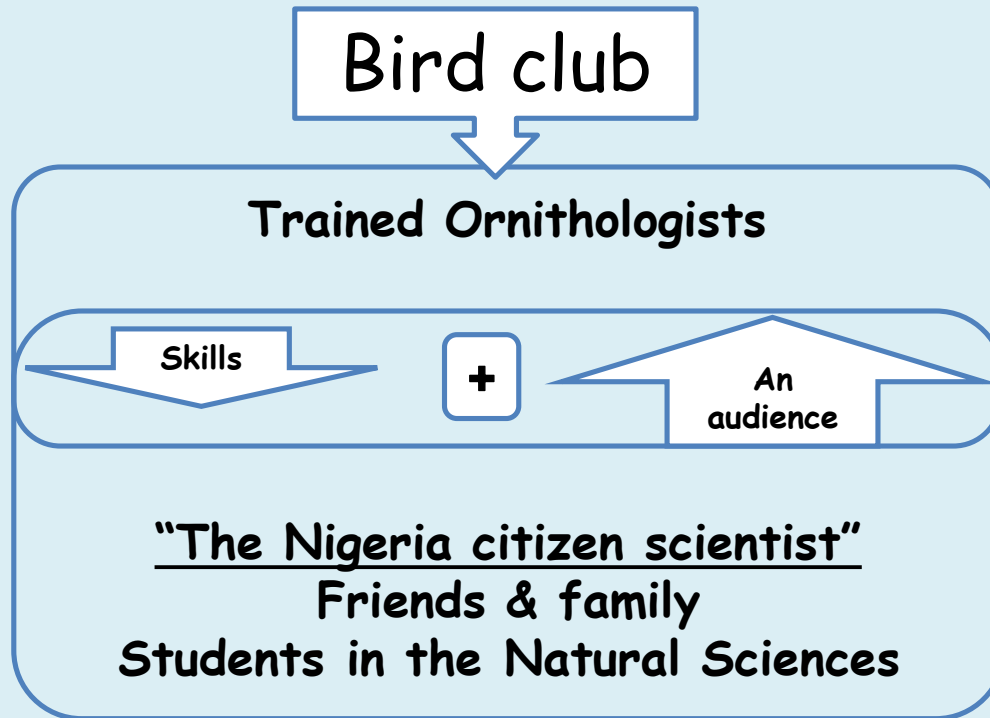 Bird club
Trained Ornithologists
Skills
+
An
audience
“The Nigeria citizen scientist”
Friends & family
Students in the Natural Sciences